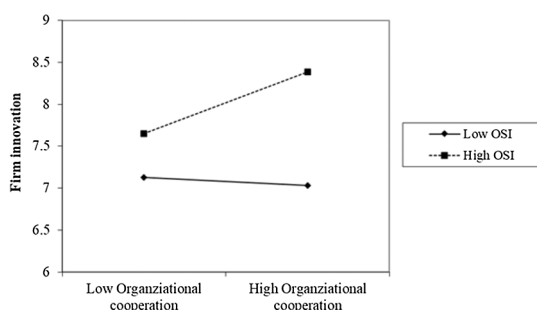 9
8.5
8
7.5
7
6.5
6
Firm innovation
Low Organziational
cooperation
High Organziational
cooperation
Low OSI
High OSI